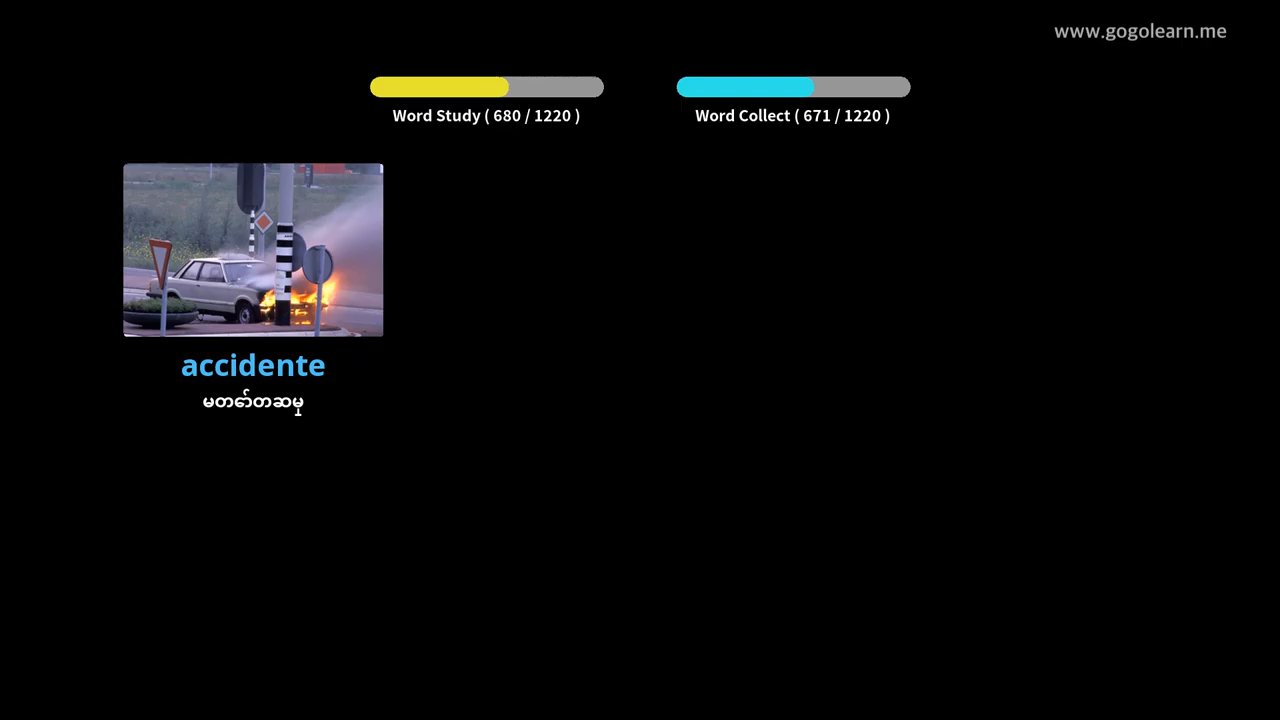 www.gogolearn.me
Word Study ( 680 / 1220 )
Word Collect ( 671 / 1220 )
accidente
မတော်တဆမှု